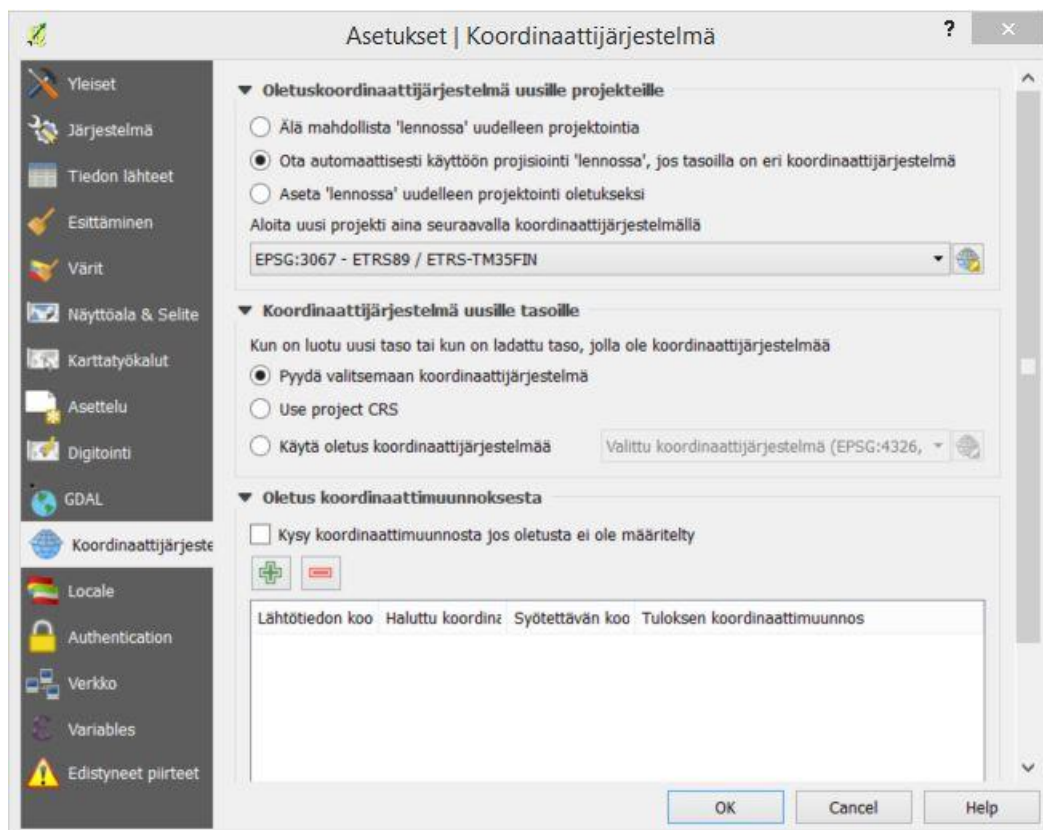 Asetukset | Koordinaattijärjestelmä
?
Yleiset
Järjestelmä
Tiedon lähteet
Esittäminen
Värit
Näyttöala & Selite
Karttatyökalut
Asettelu
Digitointi
GDAL
Koordinaattijärjeste
Locale
Authentication
Verkko
Variables
Edistyneet piirteet
Oletuskoordinaattijärjestelmä uusille projekteille
Älä mahdollista 'lennossa' uudelleen projektointia
Ota automaattisesti käyttöön projisiointi 'lennossa', jos tasoilla on eri koordinaattijärjestelmä
Aseta 'lennossa' uudelleen projektointi oletukseksi
Aloita uusi projekti aina seuraavalla koordinaattijärjestelmällä
EPSG:3067 - ETRS89 / ETRS-TM35FIN
Koordinaattijärjestelmä uusille tasoille
Kun on luotu uusi taso tai kun on ladattu taso, jolla ole koordinaattijärjestelmää
Pyydä valitsemaan koordinaattijärjestelmä
Use project CRS
Käytä oletus koordinaattijärjestelmää Valittu koordinaattijärjestelmä (EPSG:4326,
Oletus koordinaattimuunnoksesta
Kysy koordinaattimuunnosta jos oletusta ei ole määritelty
Lähtötiedon koo Haluttu koordina Syötettävän koo Tuloksen koordinaattimuunnos
OK Cancel Help